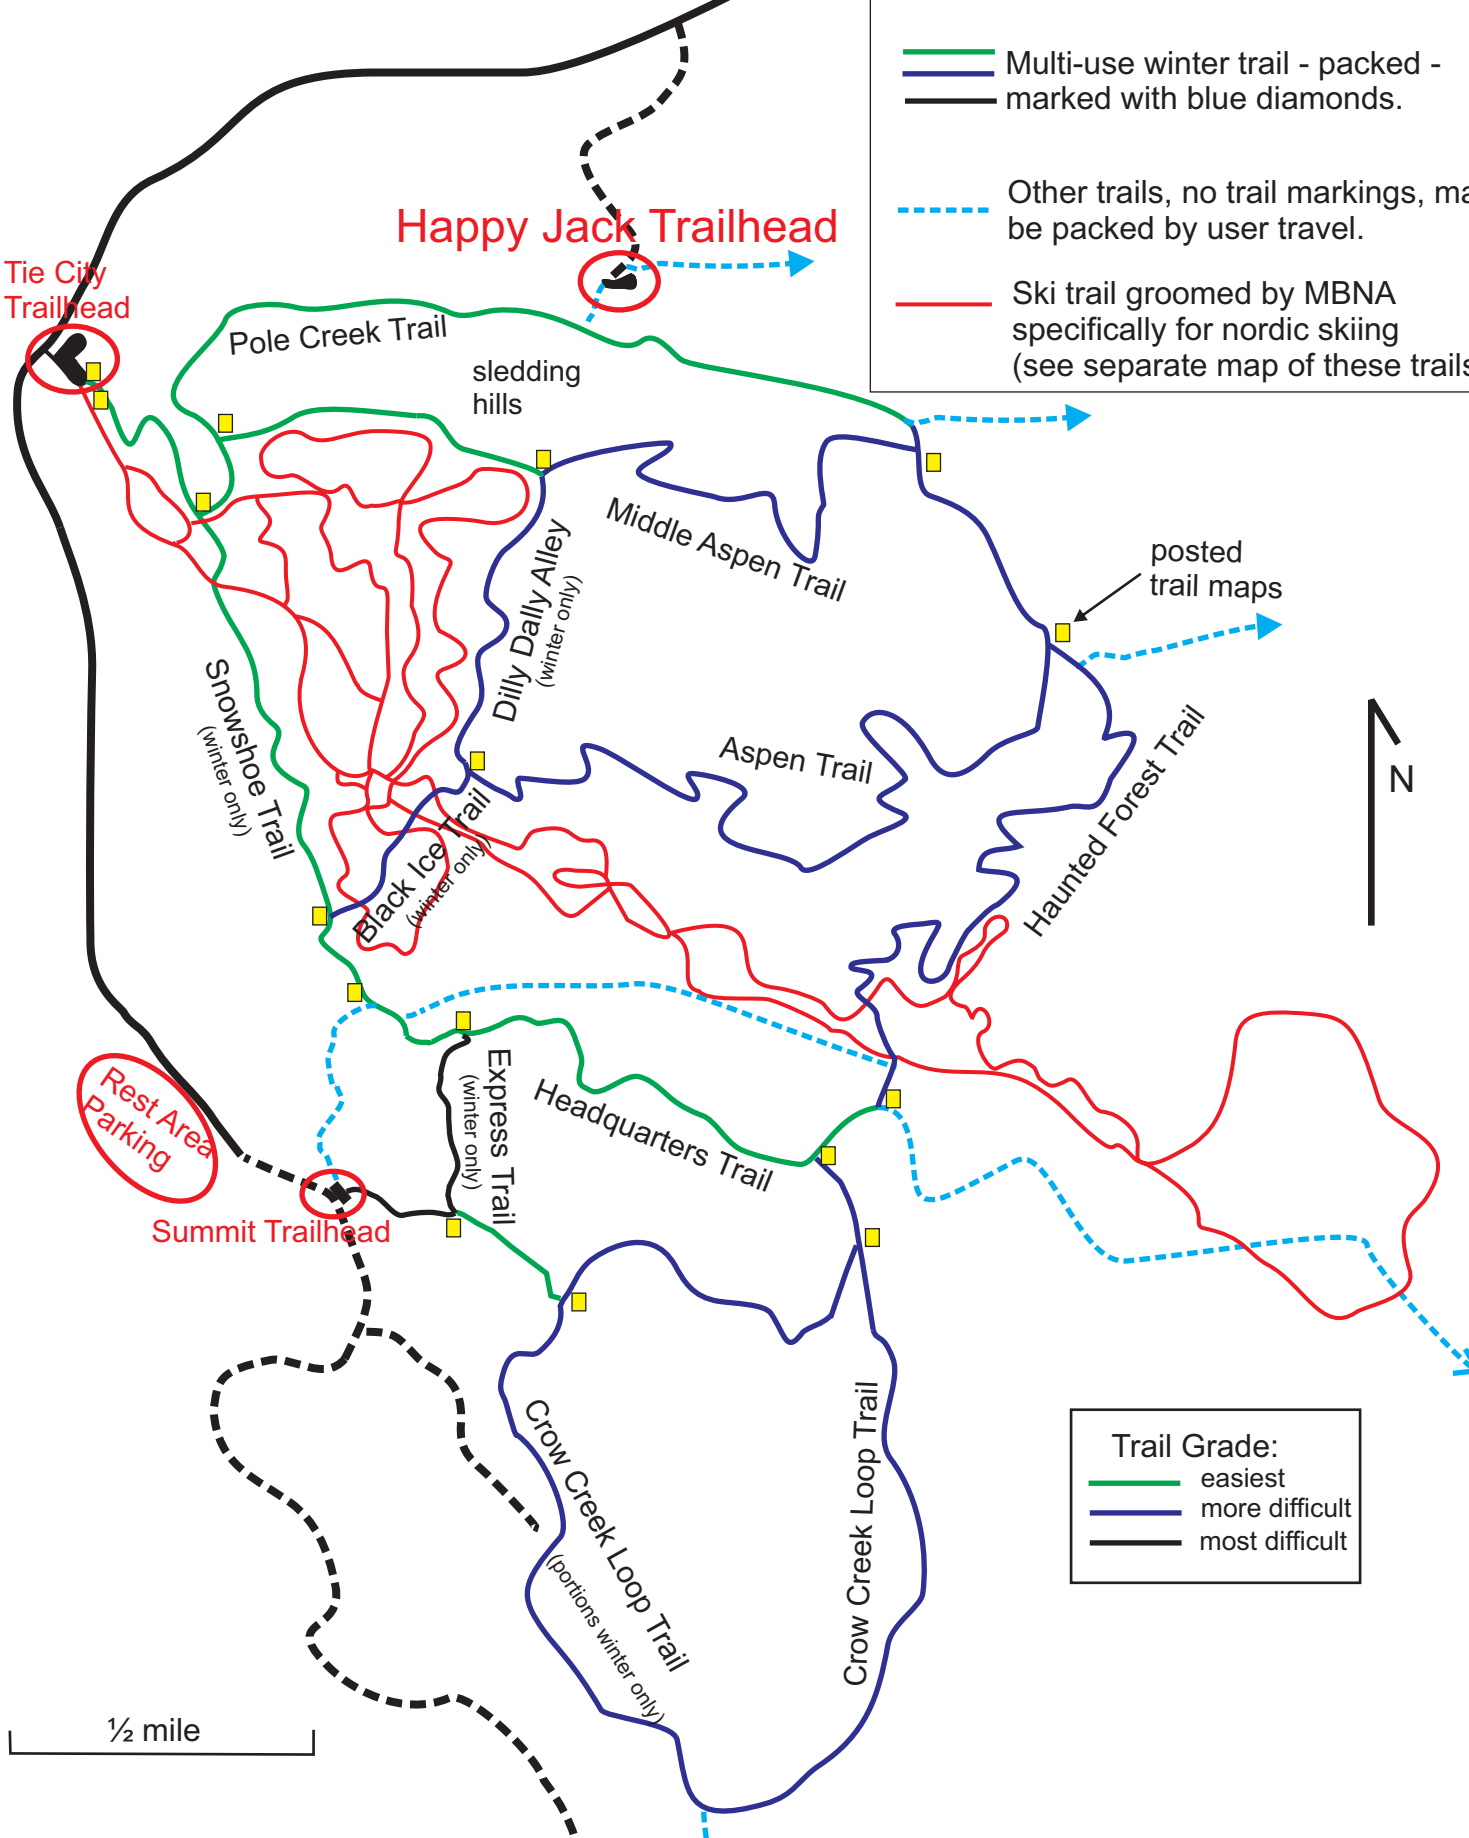 Multi-use winter trail - packed -
marked with blue diamonds.
Other trails, no trail markings, ma
be packed by user travel.
Ski trail groomed by MBNA
specifically for nordic skiing
(see separate map of these trails
Happy Jack Trailhead
Tie City
Trailhead
Pole Creek Trail
sledding
hills
Middle Aspen Trail
posted
trail maps
Dilly Dally Alley
(winter only)
Snowshoe Trail
(winter only)
Aspen Trail
Haunted Forest Trail
N
Black Ice Trail
(winter only)
Rest Area
Parking
Express Trail
(winter only)
Headquarters Trail
Summit Trailhead
Crow Creek Loop Trail
(portions winter only)
Crow Creek Loop Trail
Trail Grade:
easiest
more difficult
most difficult
½ mile